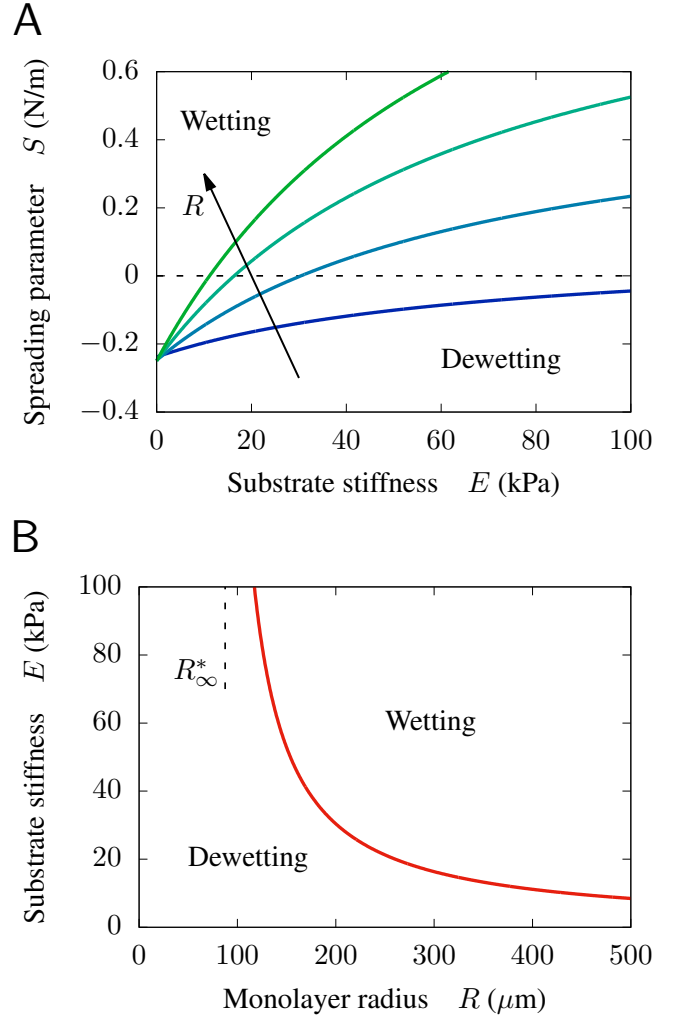 A
Spreading parameter S (N/m)
0.6
0.4
0.2
0
−0.2
−0.4
Wetting
R
Dewetting
0 20 40 60 80 100
Substrate stiffness E (kPa)
B
Substrate stiffness E (kPa)
100
80
60
40
20
0
R*∞
Wetting
Dewetting
0 100 200 300 400 500
Monolayer radius R (μm)